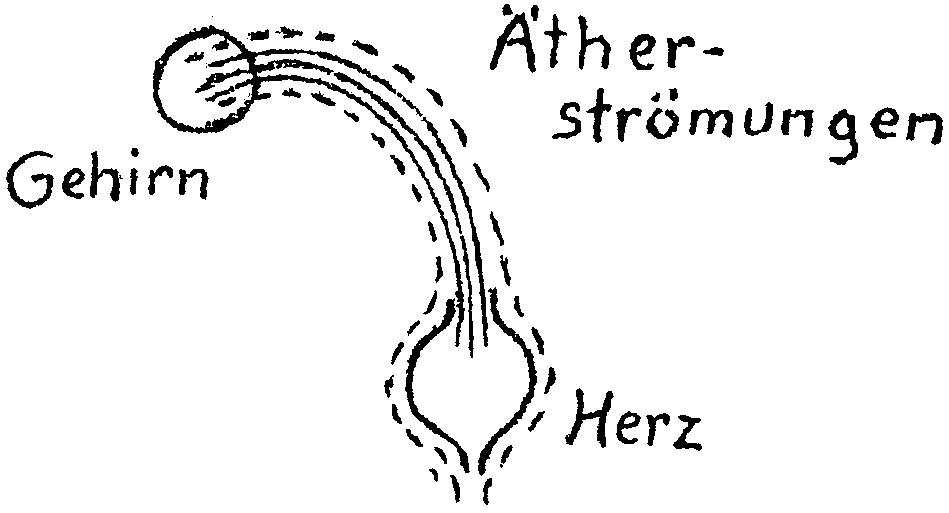 Äther-
strömungen
Gehirn
Herz